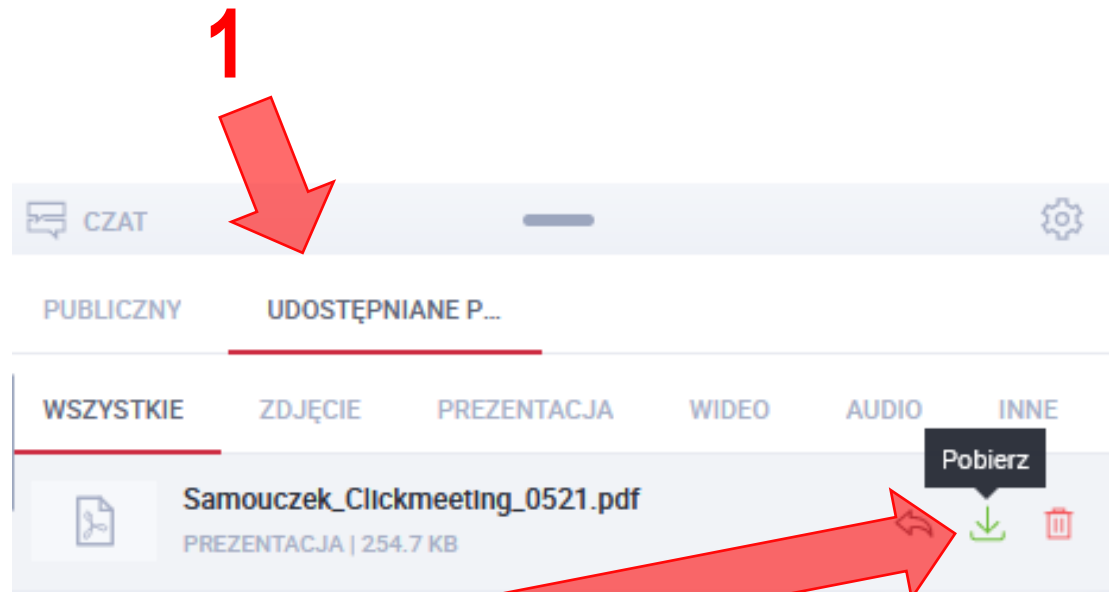 1
CZAT
PUBLICZNY UDOSTĘPNIANE P...
WSZYSTKIE ZDJĘCIE PREZENTACJA WIDEO AUDIO INNE
Pobierz
Samouczek_Clickmeeting_0521.pdf
PREZENTACJA | 254.7 KB